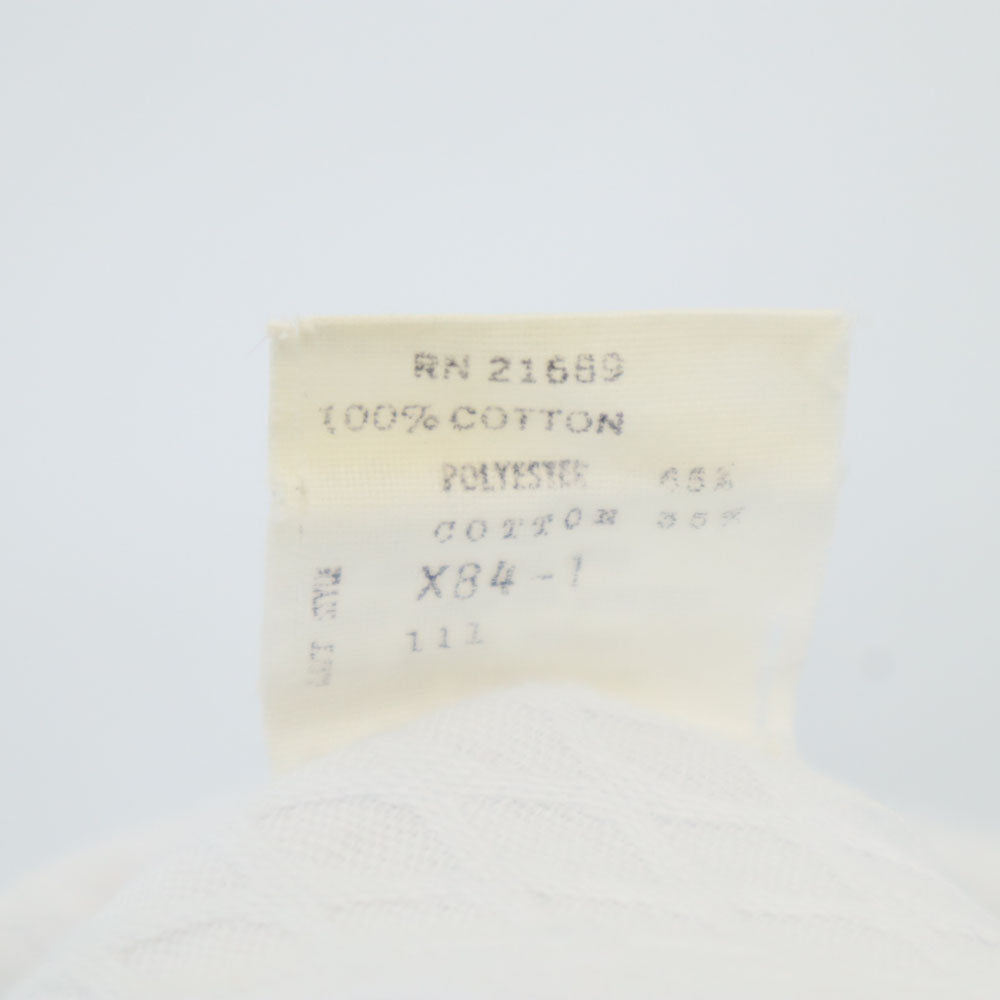 RN 21689
100% COTTON
POLYESTER 65%
COTTON 35%
X84-1
111